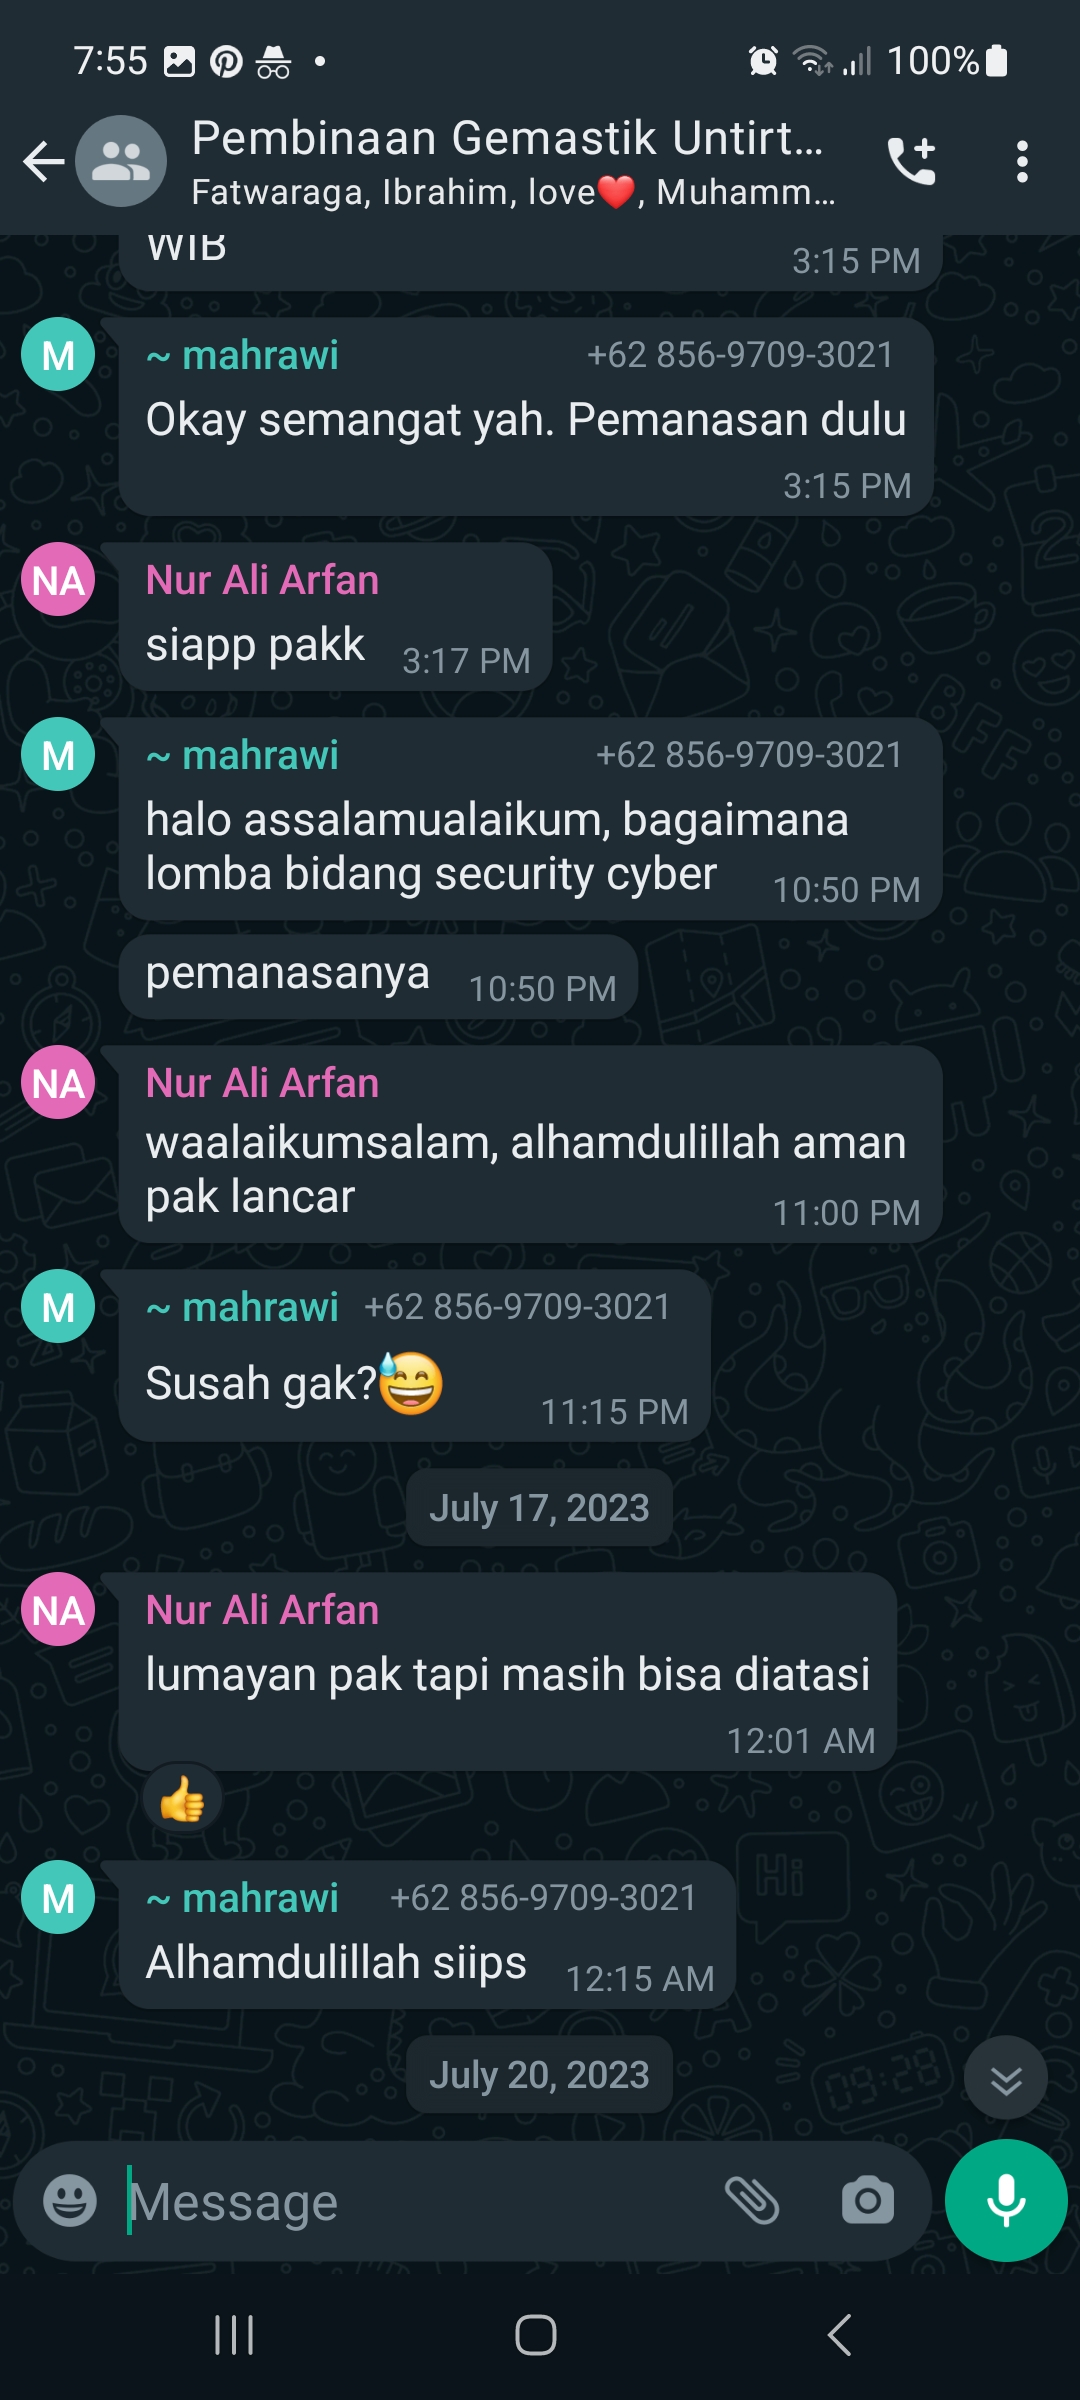 7:55
100%
Pembinaan Gemastik Untirt...
Fatwaraga, Ibrahim, love❤️, Muhamm...
WIB
3:15 PM
M
~ mahrawi +62 856-9709-3021
Okay semangat yah. Pemanasan dulu
3:15 PM
NA
Nur Ali Arfan
siapp pakk 3:17 PM
M
~ mahrawi +62 856-9709-3021
halo assalamualaikum, bagaimana
lomba bidang security cyber 10:50 PM
pemanasanya 10:50 PM
NA
Nur Ali Arfan
waalaikumsalam, alhamdulillah aman
pak lancar 11:00 PM
M
~ mahrawi +62 856-9709-3021
Susah gak?😅 11:15 PM
July 17, 2023
NA
Nur Ali Arfan
lumayan pak tapi masih bisa diatasi
12:01 AM
👍
M
~ mahrawi +62 856-9709-3021
Alhamdulillah siips 12:15 AM
July 20, 2023
Message